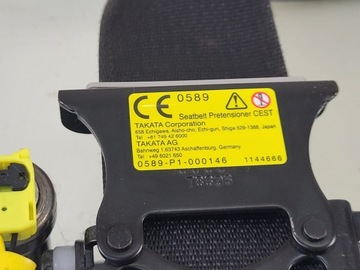 CE 0589
Seatbelt Pretensioner CEST
TAKATA Corporation
658 Echigawa, Aisho-cho, Echi-gun, Shiga 529-1388, Japan
Tel +81 749 42 6000
TAKATA AG
Bahnweg 1,63743 Aschaffenburg, Germany
Tel +49 6021 650
0589-P1-000146 1144666
TAKATA